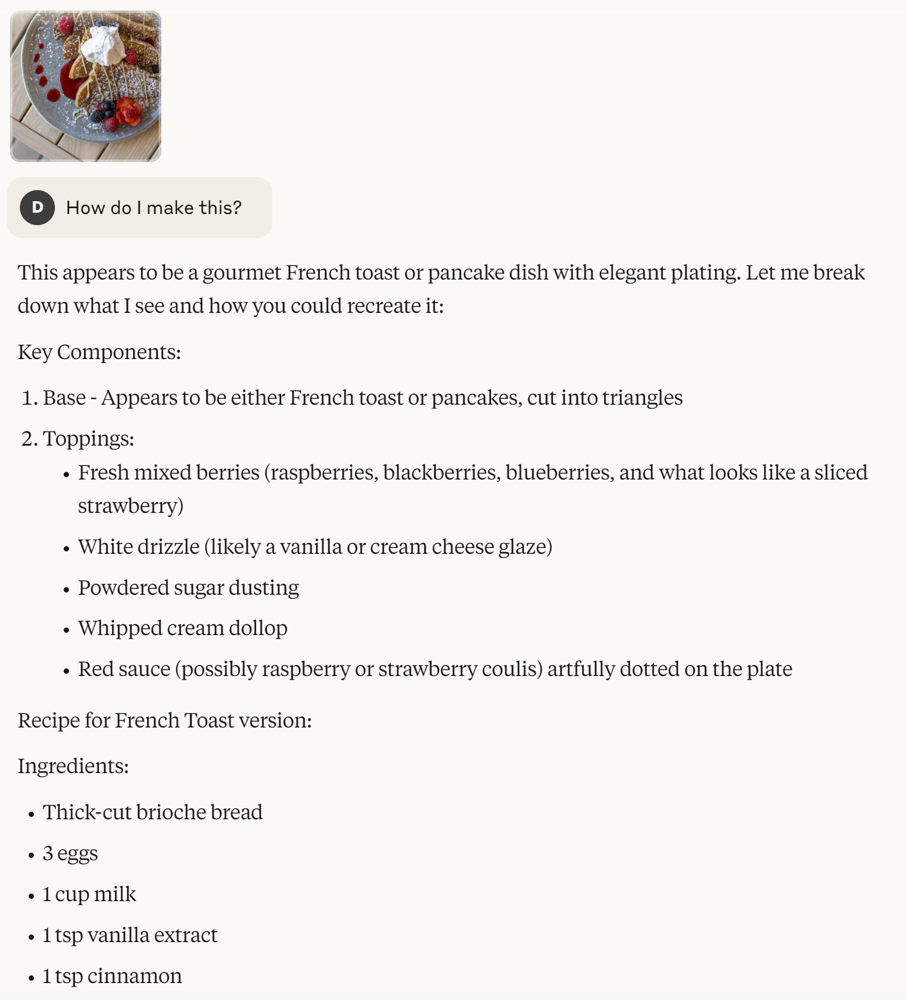 D
How do I make this?
This appears to be a gourmet French toast or pancake dish with elegant plating. Let me break
down what I see and how you could recreate it:
Key Components:
1. Base - Appears to be either French toast or pancakes, cut into triangles
2. Toppings:
• Fresh mixed berries (raspberries, blackberries, blueberries, and what looks like a sliced
strawberry)
• White drizzle (likely a vanilla or cream cheese glaze)
• Powdered sugar dusting
• Whipped cream dollop
• Red sauce (possibly raspberry or strawberry coulis) artfully dotted on the plate
Recipe for French Toast version:
Ingredients:
• Thick-cut brioche bread
• 3 eggs
• 1 cup milk
• 1 tsp vanilla extract
• 1 tsp cinnamon